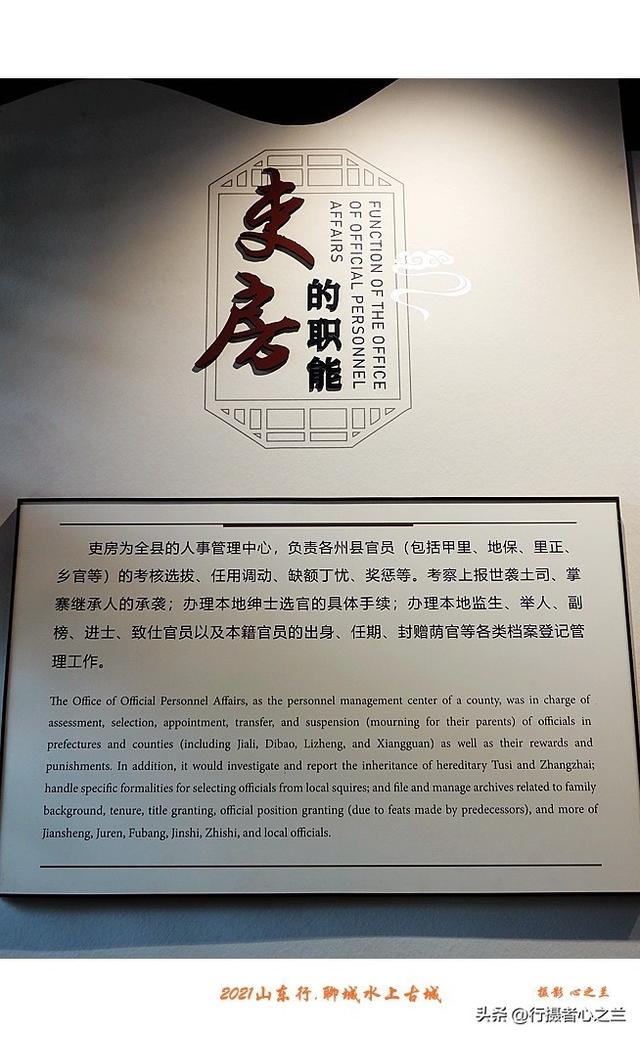 吏房
的职能
FUNCTION OF THE OFFICE
OF OFFICIAL PERSONNEL
AFFAIRS
吏房为全县的人事管理中心，负责各州县官员（包括甲里、地保、里正、
乡官等）的考核选拔、任用调动、缺额丁忧、奖惩等。考察上报世袭土司、掌
寨继承人的承袭；办理本地绅士选官的具体手续；办理本地监生、举人、副
榜、进士、致仕官员以及本籍官员的出身、任期、封赠荫官等各类档案登记管
理工作。
The Office of Official Personnel Affairs, as the personnel management center of a county, was in charge of
assessment, selection, appointment, transfer, and suspension (mourning for their parents) of officials in
prefectures and counties (including Jiali, Dibao, Lizheng, and Xiangguan) as well as their rewards and
punishments. In addition, it would investigate and report the inheritance of hereditary Tusi and Zhangzhai;
handle specific formalities for selecting officials from local squires; and file and manage archives related to family
background, tenure, title granting, official position granting (due to feats made by predecessors), and more of
Jiansheng, Juren, Fubang, Jinshi, Zhishi, and local officials.
2021山东行.聊城水上古城
摄影 心之兰
头条 @行摄者心之兰